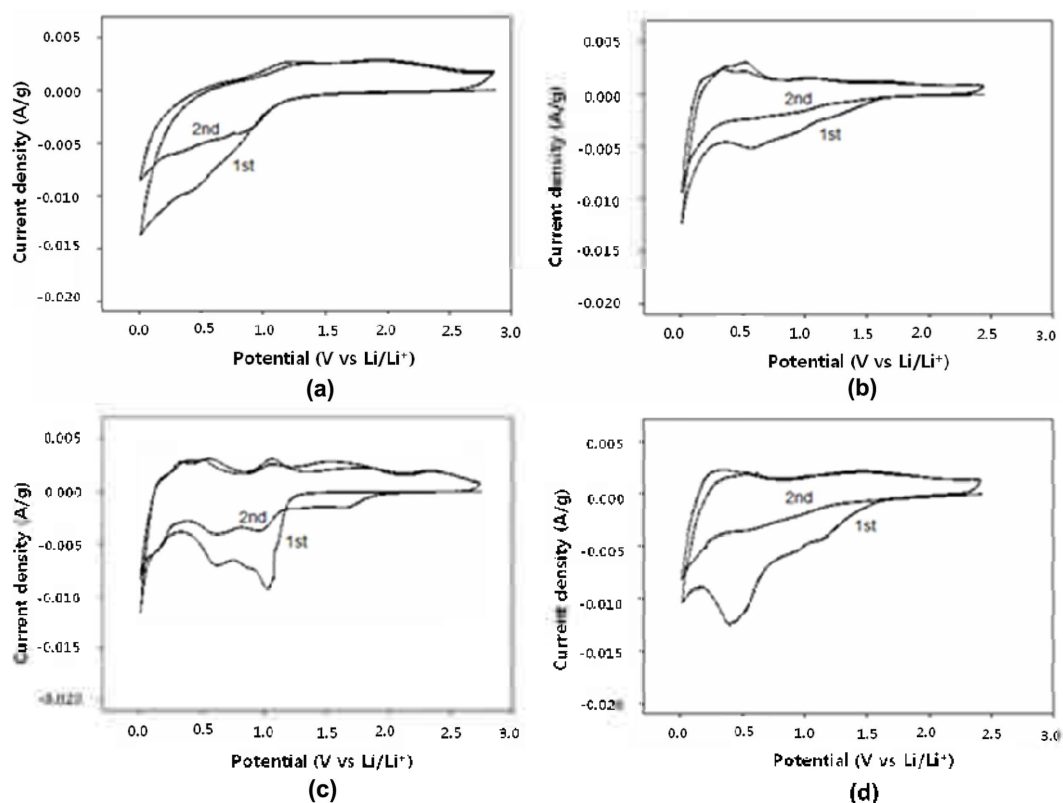 0.005
0.000
-0.005
-0.010
-0.015
-0.020
Current density (A/g)
2nd
1st
0.0 0.5 1.0 1.5 2.0 2.5 3.0
Potential (V vs Li/Li⁺)
(a)
0.005
0.000
-0.005
-0.010
-0.015
-0.020
Current density (A/g)
2nd
1st
0.0 0.5 1.0 1.5 2.0 2.5 3.0
Potential (V vs Li/Li⁺)
(b)
0.005
0.000
-0.005
-0.010
-0.015
-0.020
Current density (A/g)
2nd
1st
0.0 0.5 1.0 1.5 2.0 2.5 3.0
Potential (V vs Li/Li⁺)
(c)
0.005
0.000
-0.005
-0.010
-0.015
-0.020
Current density (A/g)
2nd
1st
0.0 0.5 1.0 1.5 2.0 2.5 3.0
Potential (V vs Li/Li⁺)
(d)